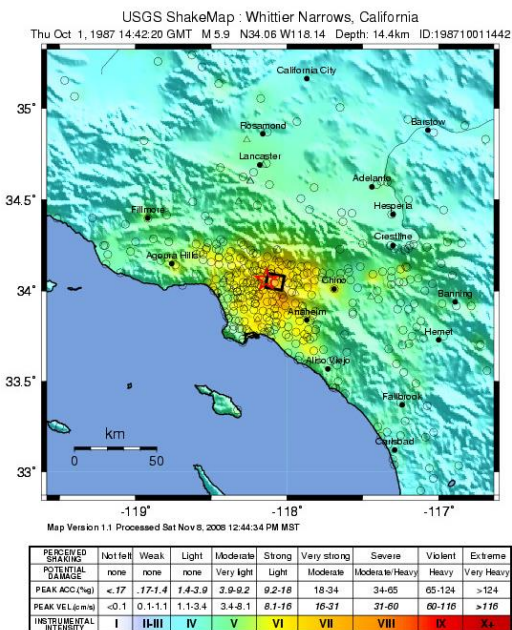 USGS ShakeMap : Whittier Narrows, California
Thu Oct 1, 1987 14:42:20 GMT M 5.9 N34.06 W118.14 Depth: 14.4km ID:198710011442
California City
35°
Barstow
Rosamond
Lancaster
Adelanto
34.5°
Hesperia
Fillmore
Crestline
Agoura Hills
34°
Chino
Banning
Anaheim
Hemet
Aliso Viejo
33.5°
Fallbrook
km
Carlsbad
0 50
33°
-119° -118° -117°
Map Version 1.1 Processed Sat Nov 8, 2008 12:44:34 PM MST
PERCEIVED SHAKING Not felt Weak Light Moderate Strong Very strong Severe Violent Extreme
POTENTIAL DAMAGE none none none Very light Light Moderate Moderate/Heavy Heavy Very Heavy
PEAK ACC.(%g) <.17 .17-1.4 1.4-3.9 3.9-9.2 9.2-18 18-34 34-65 65-124 >124
PEAK VEL.(cm/s) <0.1 0.1-1.1 1.1-3.4 3.4-8.1 8.1-16 16-31 31-60 60-116 >116
INSTRUMENTAL INTENSITY I II-III IV V VI VII VIII IX X+